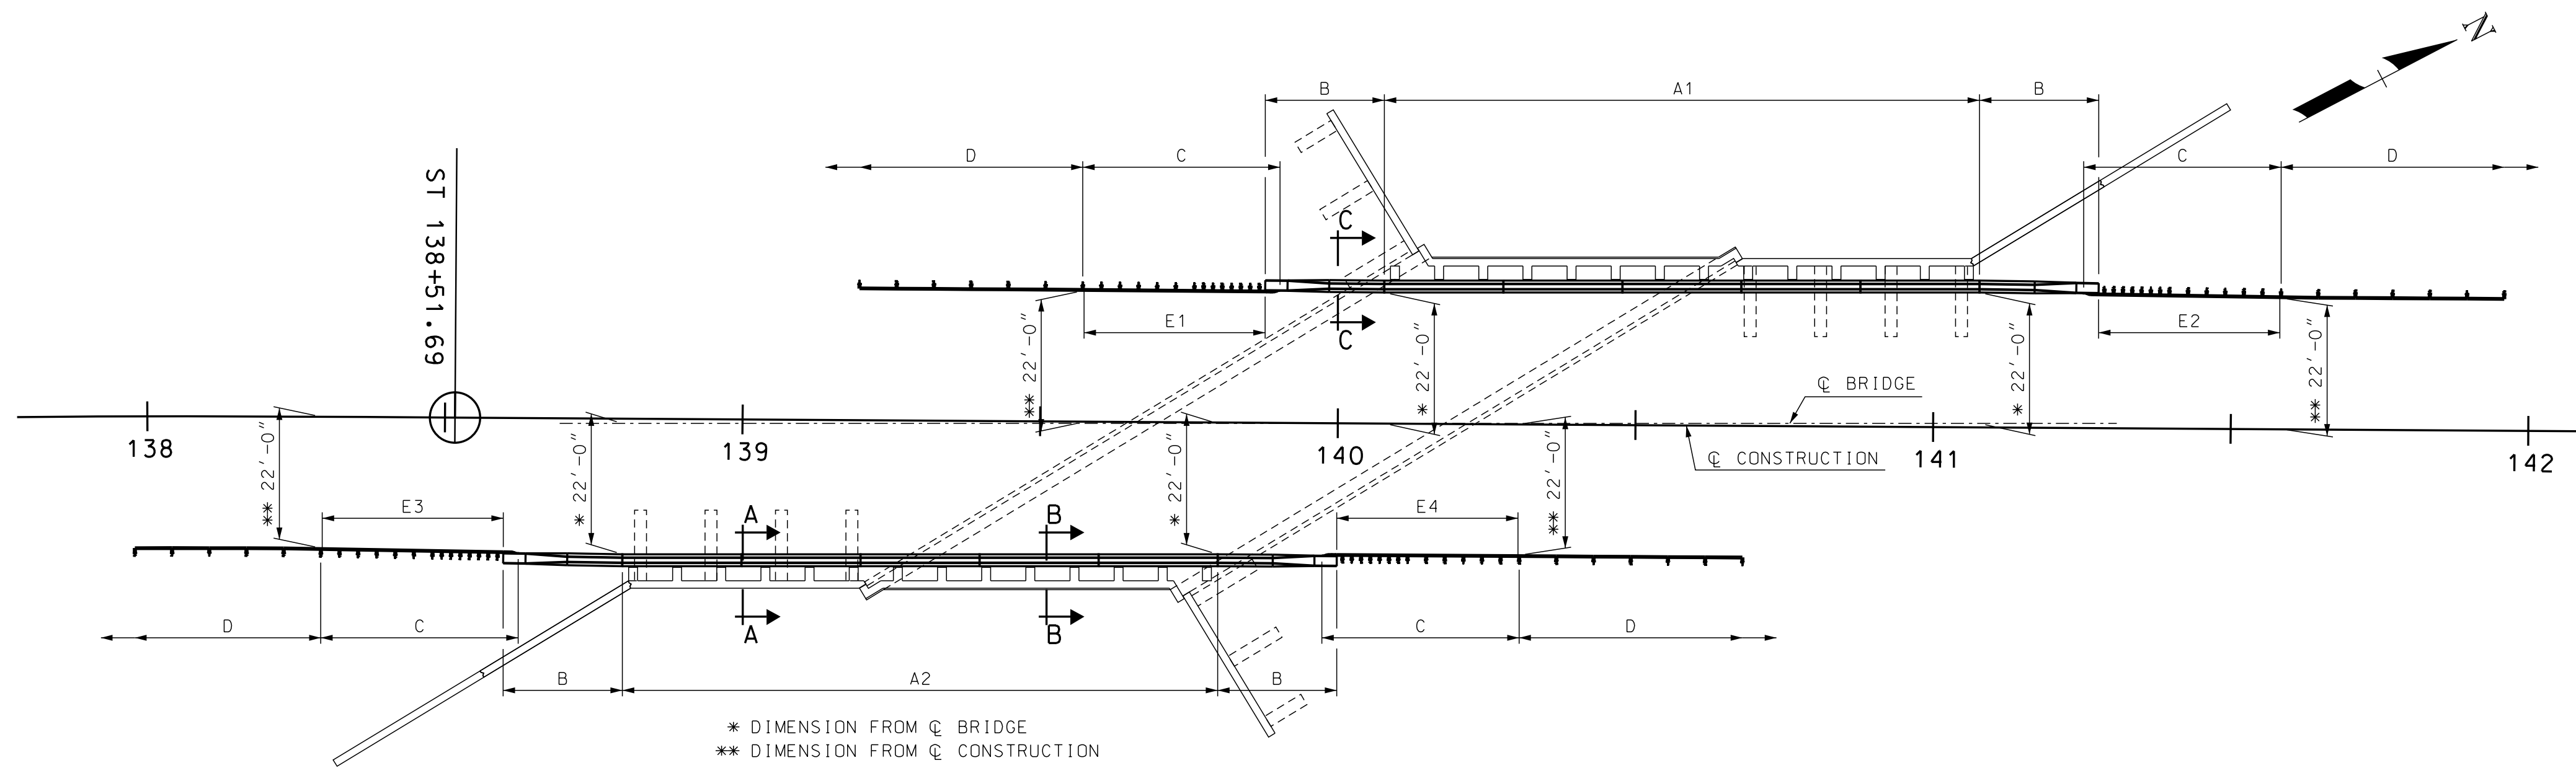 N
B
A1
B
D
C
C
D
ST 138+51.69
C
E1
C
E2
** 22'-0"
* 22'-0"
* 22'-0"
** 22'-0"
℄ BRIDGE
138
139
140
℄ CONSTRUCTION
141
142
** 22'-0"
* 22'-0"
* 22'-0"
** 22'-0"
E3
A
B
E4
D
C
A
B
C
D
B
A2
B
* DIMENSION FROM ℄ BRIDGE
** DIMENSION FROM ℄ CONSTRUCTION